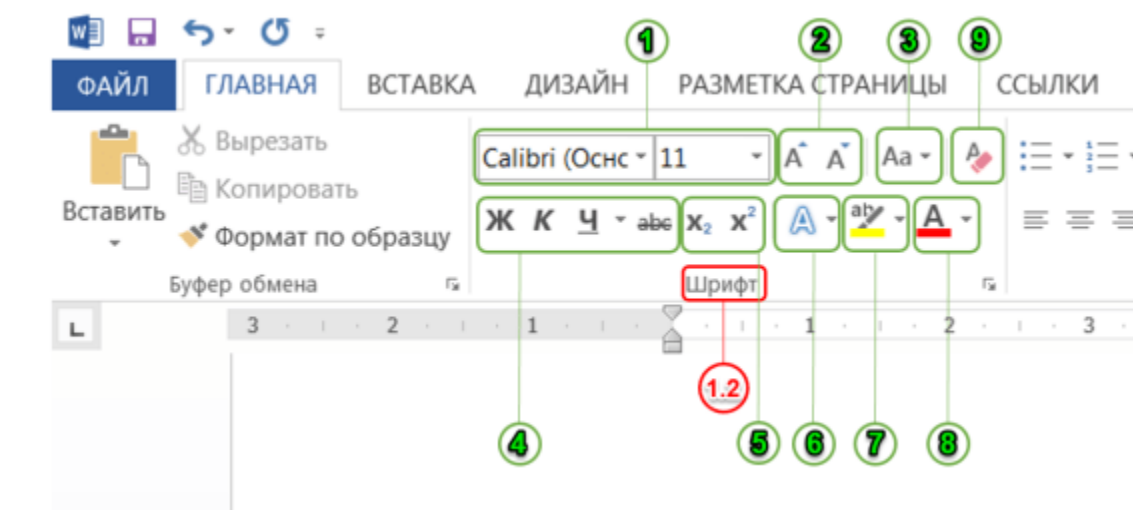 1 2 3 9
ФАЙЛ ГЛАВНАЯ ВСТАВКА ДИЗАЙН РАЗМЕТКА СТРАНИЦЫ ССЫЛКИ
Вырезать
Calibri (Оснс 11 A A Aa
Копировать
Вставить
Ж К Ч abc X₂ X² A ab A
Формат по образцу
Буфер обмена Шрифт
3 2 1 1 2 3
1.2
4 5 6 7 8